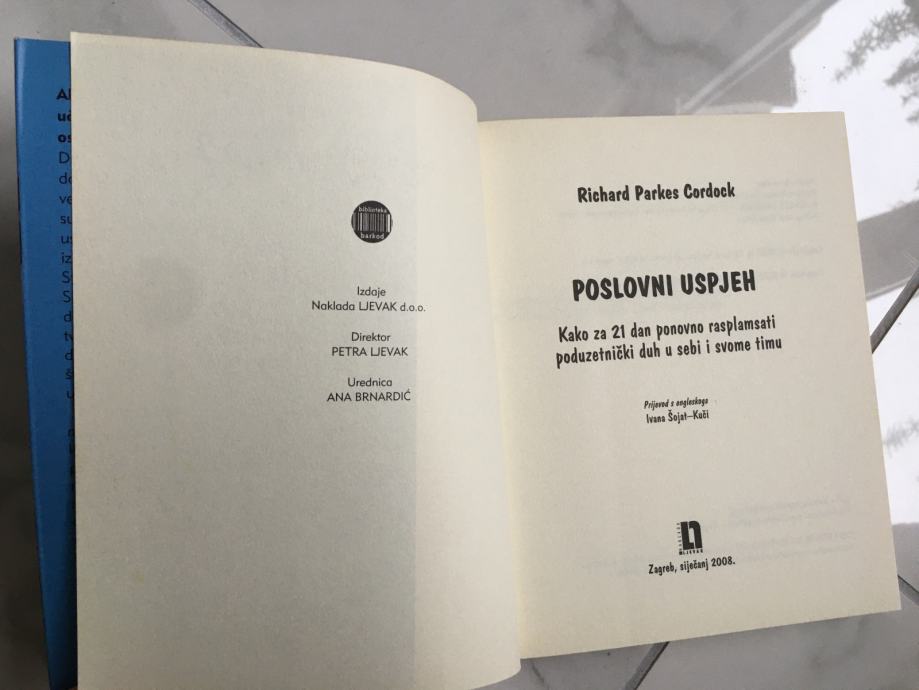 biblioteka
barkod
Izdaje
Naklada LJEVAK d.o.o.
Direktor
PETRA LJEVAK
Urednica
ANA BRNARDIĆ
Richard Parkes Cordock
POSLOVNI USPJEH
Kako za 21 dan ponovno rasplamsati
poduzetnički duh u sebi i svome timu
Prijevod s engleskoga
Ivana Šojat–Kuči
LJEVAK
Zagreb, siječanj 2008.